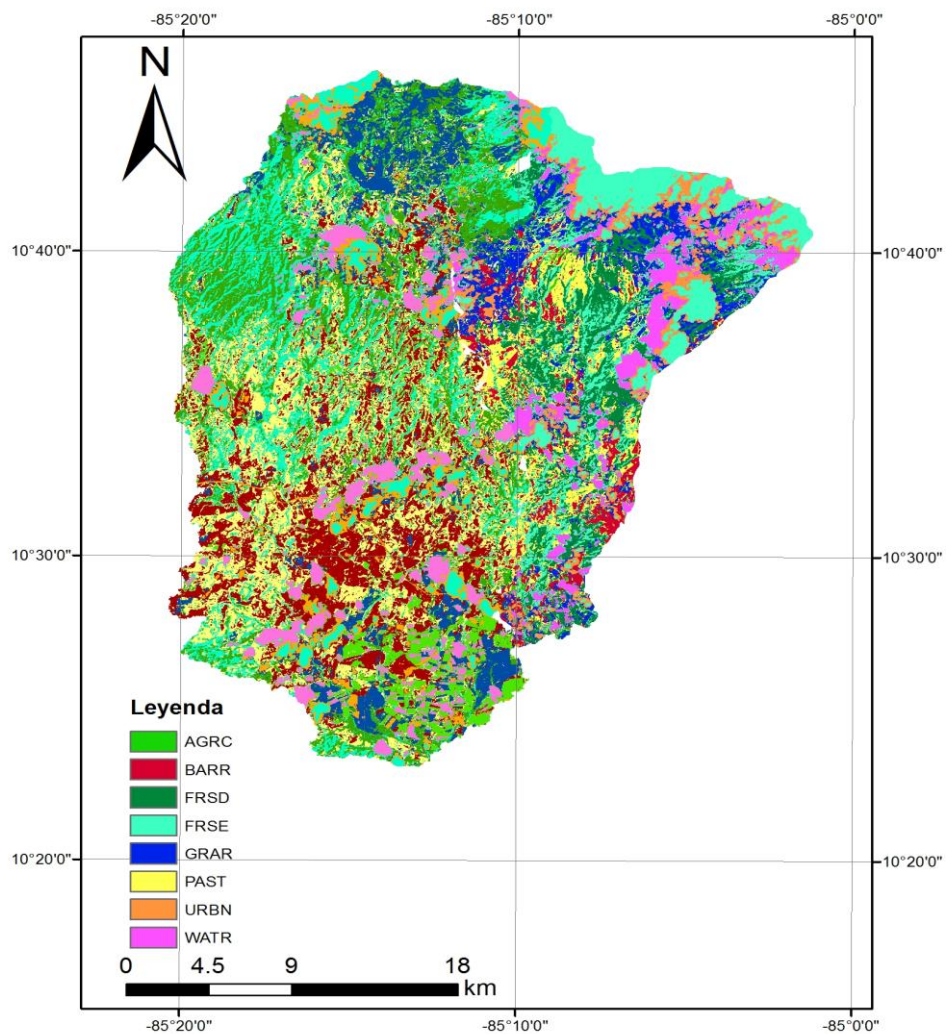 -85°20'0" -85°10'0" -85°0'0"
N
10°40'0" 10°40'0"
10°30'0" 10°30'0"
Leyenda
AGRC
BARR
FRSD
FRSE
GRAR
10°20'0" 10°20'0"
PAST
URBN
WATR
0 4.5 9 18
km
-85°20'0" -85°10'0" -85°0'0"